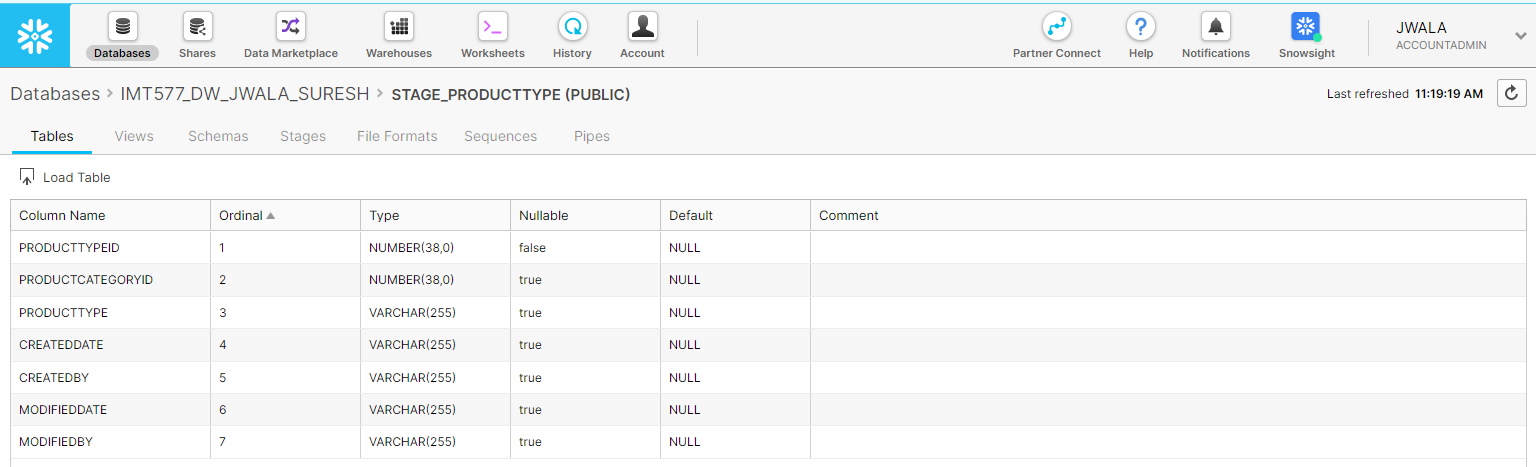 Databases Shares Data Marketplace Warehouses Worksheets History Account Partner Connect Help Notifications Snowsight JWALA
ACCOUNTADMIN
Databases > IMT577_DW_JWALA_SURESH > STAGE_PRODUCTTYPE (PUBLIC) Last refreshed 11:19:19 AM
Tables Views Schemas Stages File Formats Sequences Pipes
Load Table
Column Name Ordinal Type Nullable Default Comment
PRODUCTTYPEID 1 NUMBER(38,0) false NULL
PRODUCTCATEGORYID 2 NUMBER(38,0) true NULL
PRODUCTTYPE 3 VARCHAR(255) true NULL
CREATEDDATE 4 VARCHAR(255) true NULL
CREATEDBY 5 VARCHAR(255) true NULL
MODIFIEDDATE 6 VARCHAR(255) true NULL
MODIFIEDBY 7 VARCHAR(255) true NULL